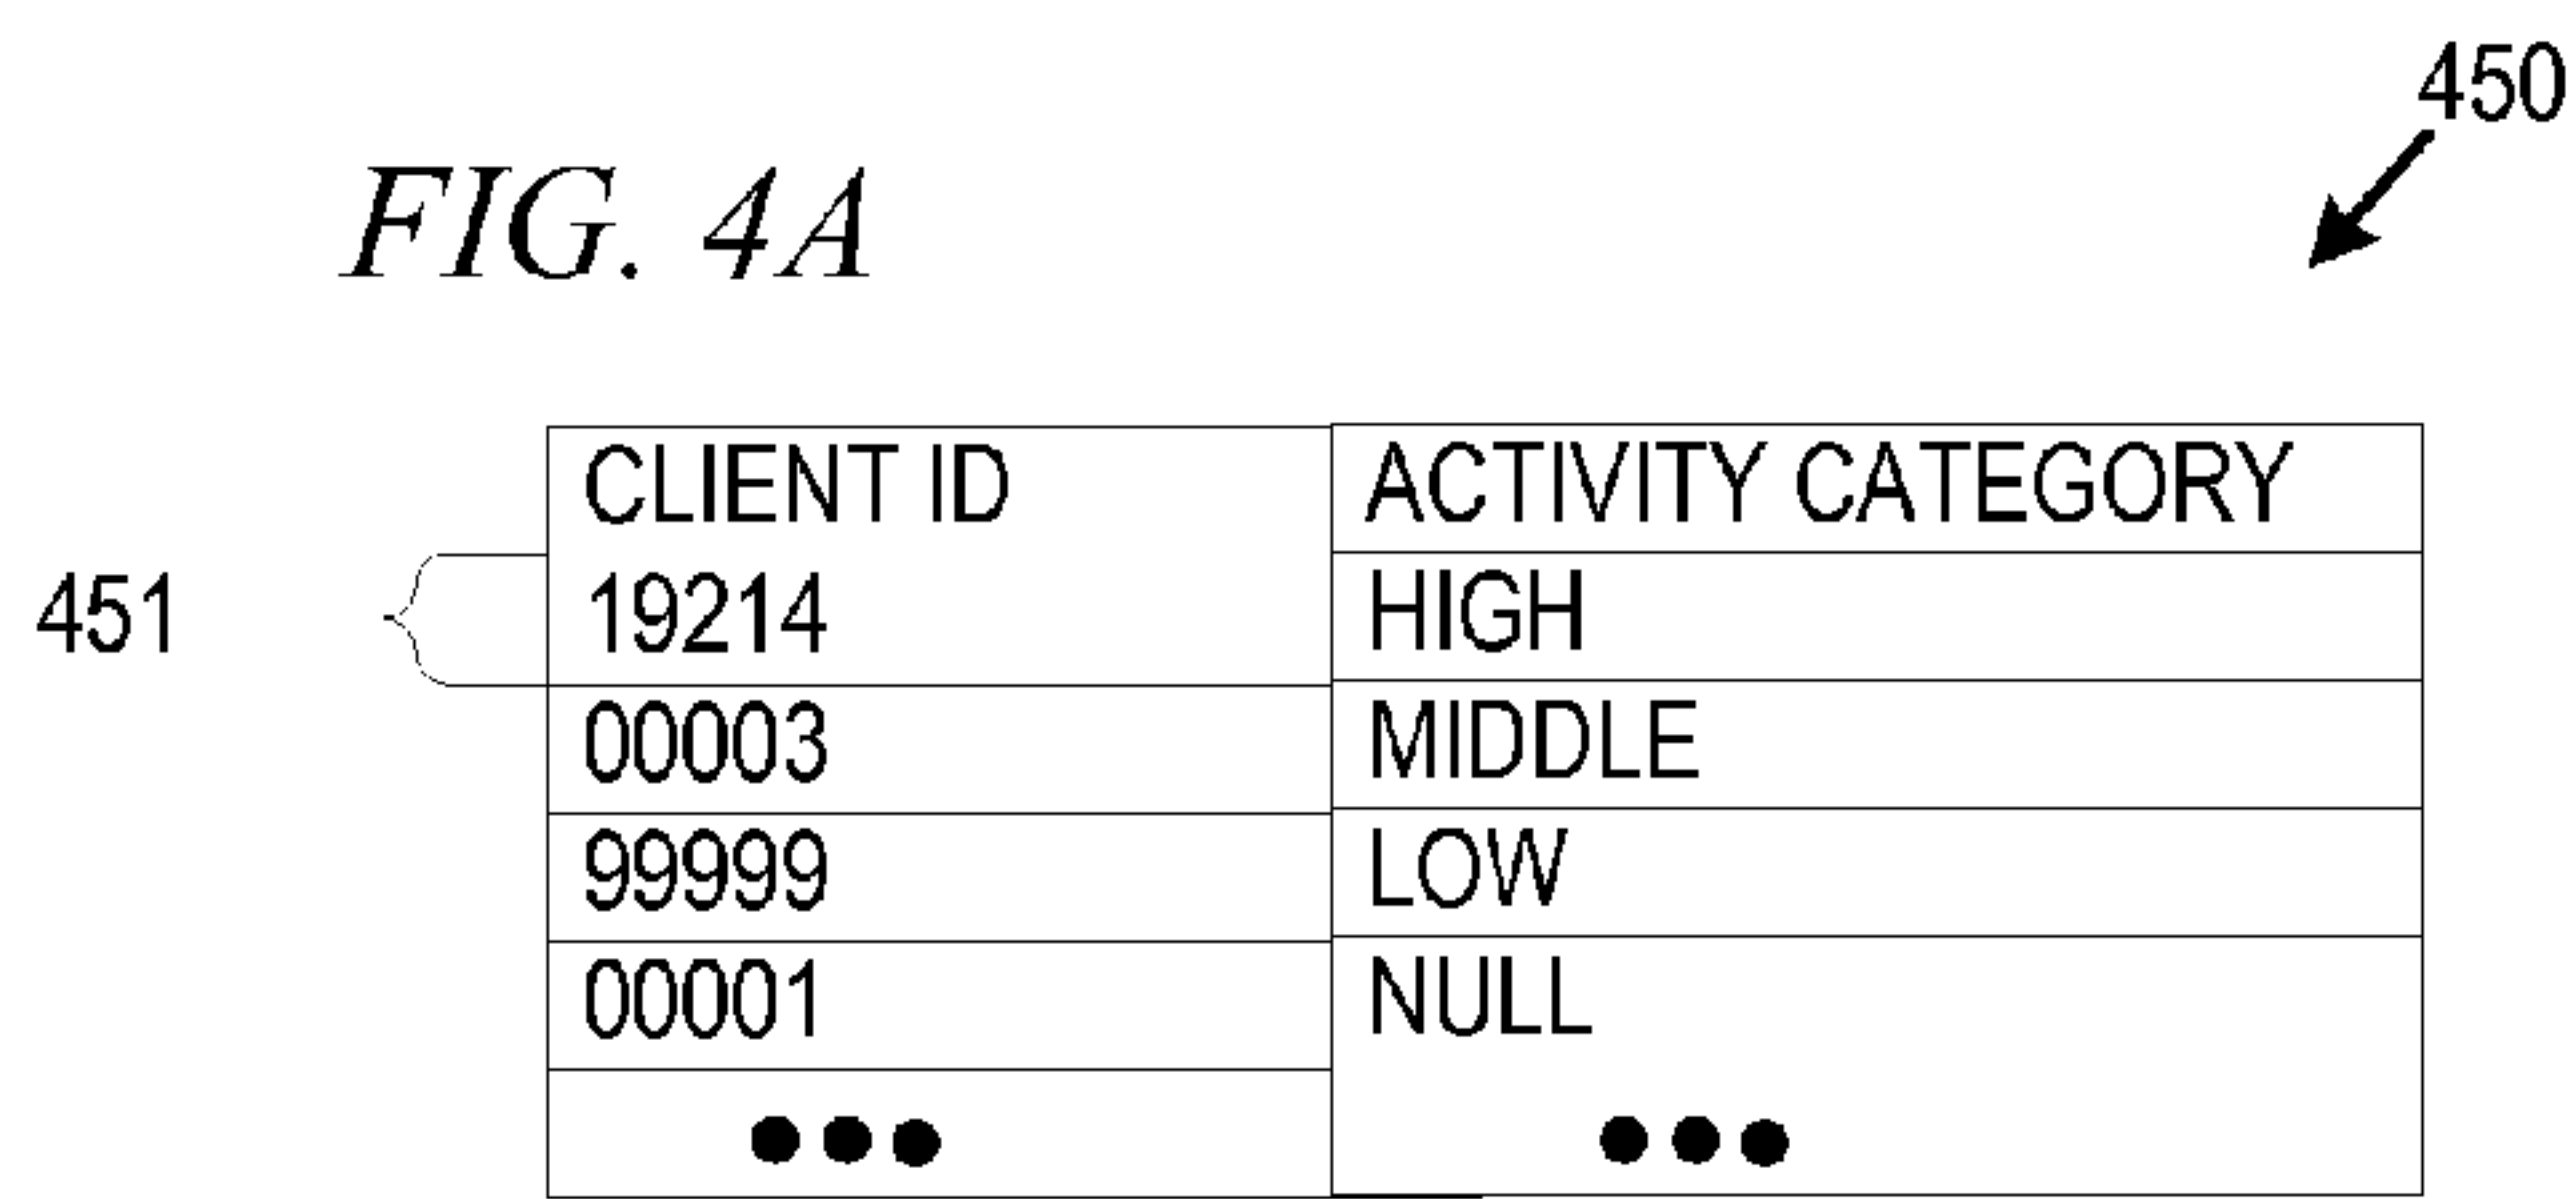 450
FIG. 4A
CLIENT ID ACTIVITY CATEGORY
451 19214 HIGH
00003 MIDDLE
99999 LOW
00001 NULL